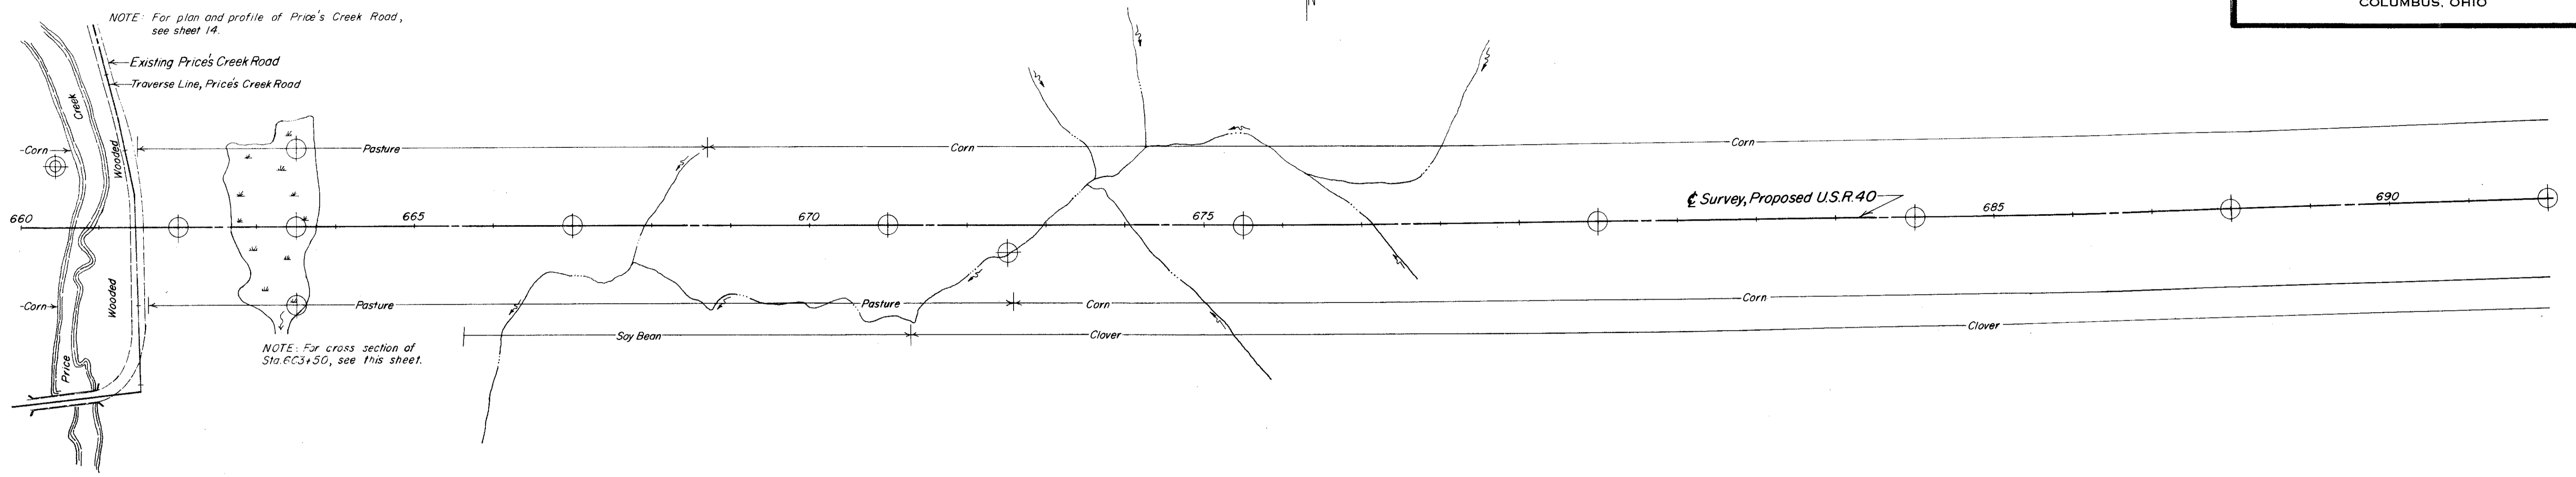 NOTE: For plan and profile of Price's Creek Road,
see sheet 14.
N
COLUMBUS, OHIO
Existing Price's Creek Road
Traverse Line, Price's Creek Road
Creek
Corn
Wooded
Pasture
Corn
Corn
660
665
670
675
₵ Survey, Proposed U.S.R. 40
685
690
Corn
Wooded
Pasture
Pasture
Corn
Corn
Soy Bean
Clover
Clover
Price
NOTE: For cross section of
Sta. 663+50, see this sheet.